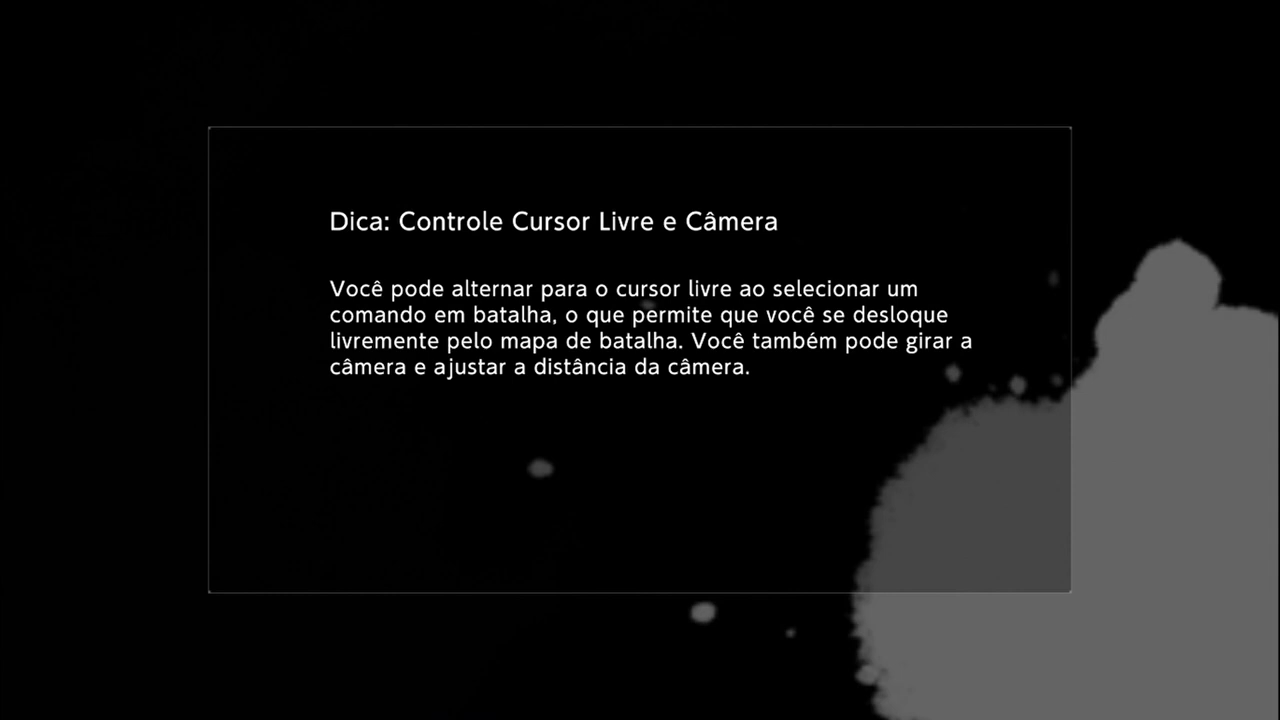 Dica: Controle Cursor Livre e Câmera
Você pode alternar para o cursor livre ao selecionar um
comando em batalha, o que permite que você se desloque
livremente pelo mapa de batalha. Você também pode girar a
câmera e ajustar a distância da câmera.